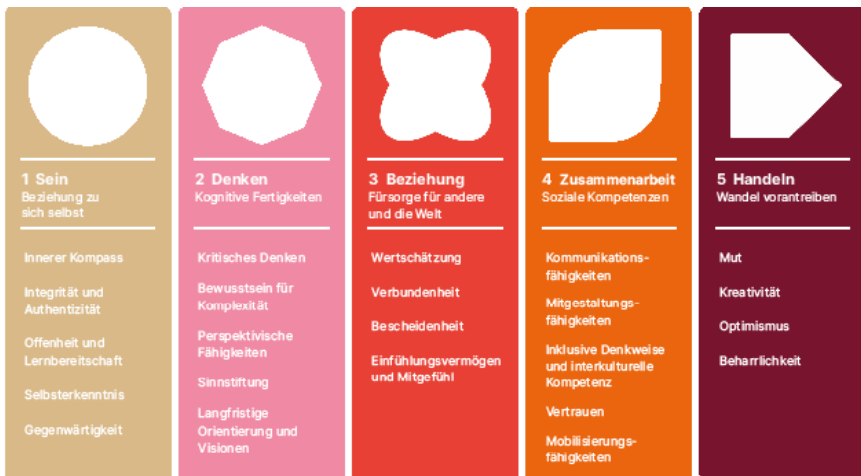 1 Sein
Beziehung zu
sich selbst
Innerer Kompass
Integrität und
Authentizität
Offenheit und
Lernbereitschaft
Selbsterkenntnis
Gegenwärtigkeit
2 Denken
Kognitive Fertigkeiten
Kritisches Denken
Bewusstsein für
Komplexität
Perspektivische
Fähigkeiten
Sinnstiftung
Langfristige
Orientierung und
Visionen
3 Beziehung
Fürsorge für andere
und die Welt
Wertschätzung
Verbundenheit
Bescheidenheit
Einfühlungsvermögen
und Mitgefühl
4 Zusammenarbeit
Soziale Kompetenzen
Kommunikations-
fähigkeiten
Mitgestaltungs-
fähigkeiten
Inklusive Denkweise
und interkulturelle
Kompetenz
Vertrauen
Mobilisierungs-
fähigkeiten
5 Handeln
Wandel vorantreiben
Mut
Kreativität
Optimismus
Beharrlichkeit